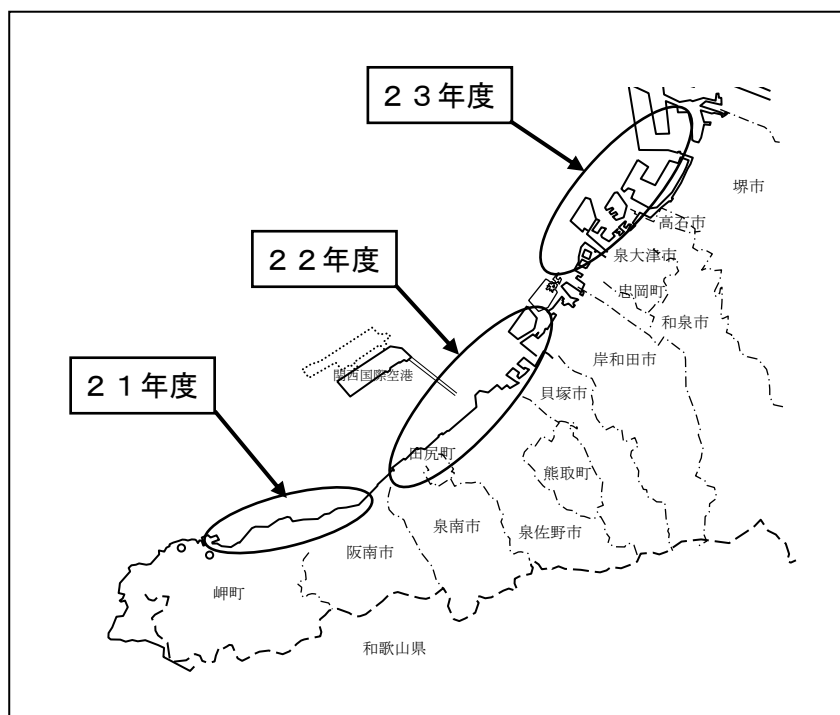 ２３年度
堺市
高石市
２２年度
泉大津市
忠岡町
和泉市
岸和田市
２１年度
関西国際空港
貝塚市
田尻町
熊取町
泉南市
泉佐野市
阪南市
岬町
和歌山県